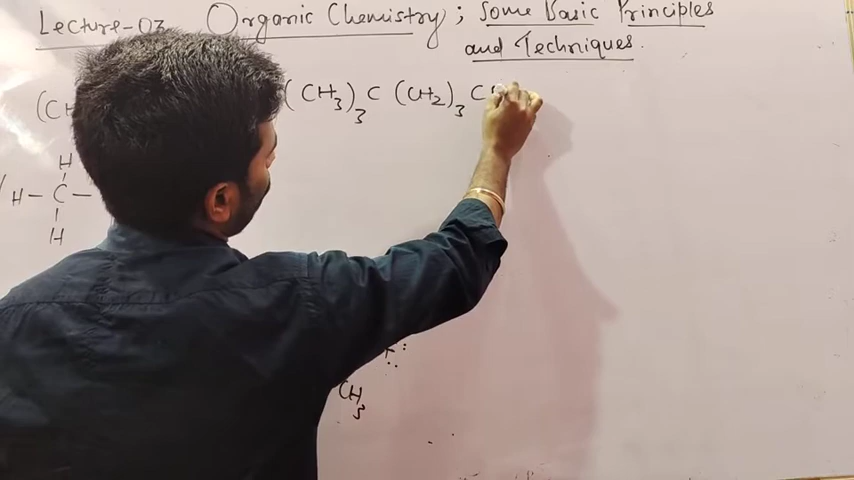 Lecture-03 Organic Chemistry; Some Basic Principles
and Techniques.
(CH₃)₃C (CH₂)₃C
H
H-C-
H
CH₃